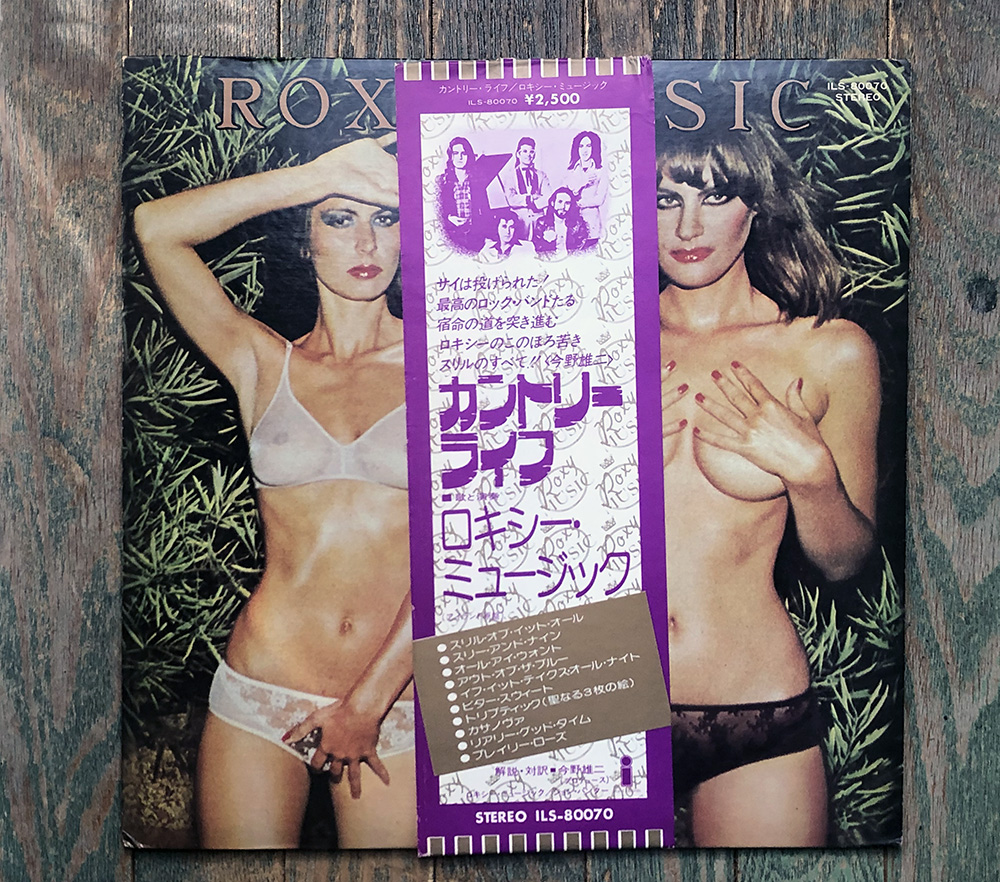 ROX
SIC
ILS-80070
STEREO
カントリー・ライフ／ロキシー・ミュージック
ILS-80070 ¥2,500
サイは投げられた！
最高のロック・バンドたる
宿命の道を突き進む
ロキシーのこのほろ苦き
スリルのすべて!!〈今野雄二〉
カントリー
ライフ
ロキシー・
ミュージック
●スリル・オブ・イット・オール
●スリー・アンド・ナイン
●オール・アイ・ウォント
●アウト・オブ・ザ・ブルー
●イフ・イット・テイクス・オール・ナイト
●ビター・スウィート
●トリプティック(聖なる3枚の絵)
●カサノヴァ
●リアリー・グッド・タイム
●プレイリー・ローズ
解説・対訳■今野雄二
i
STEREO ILS-80070